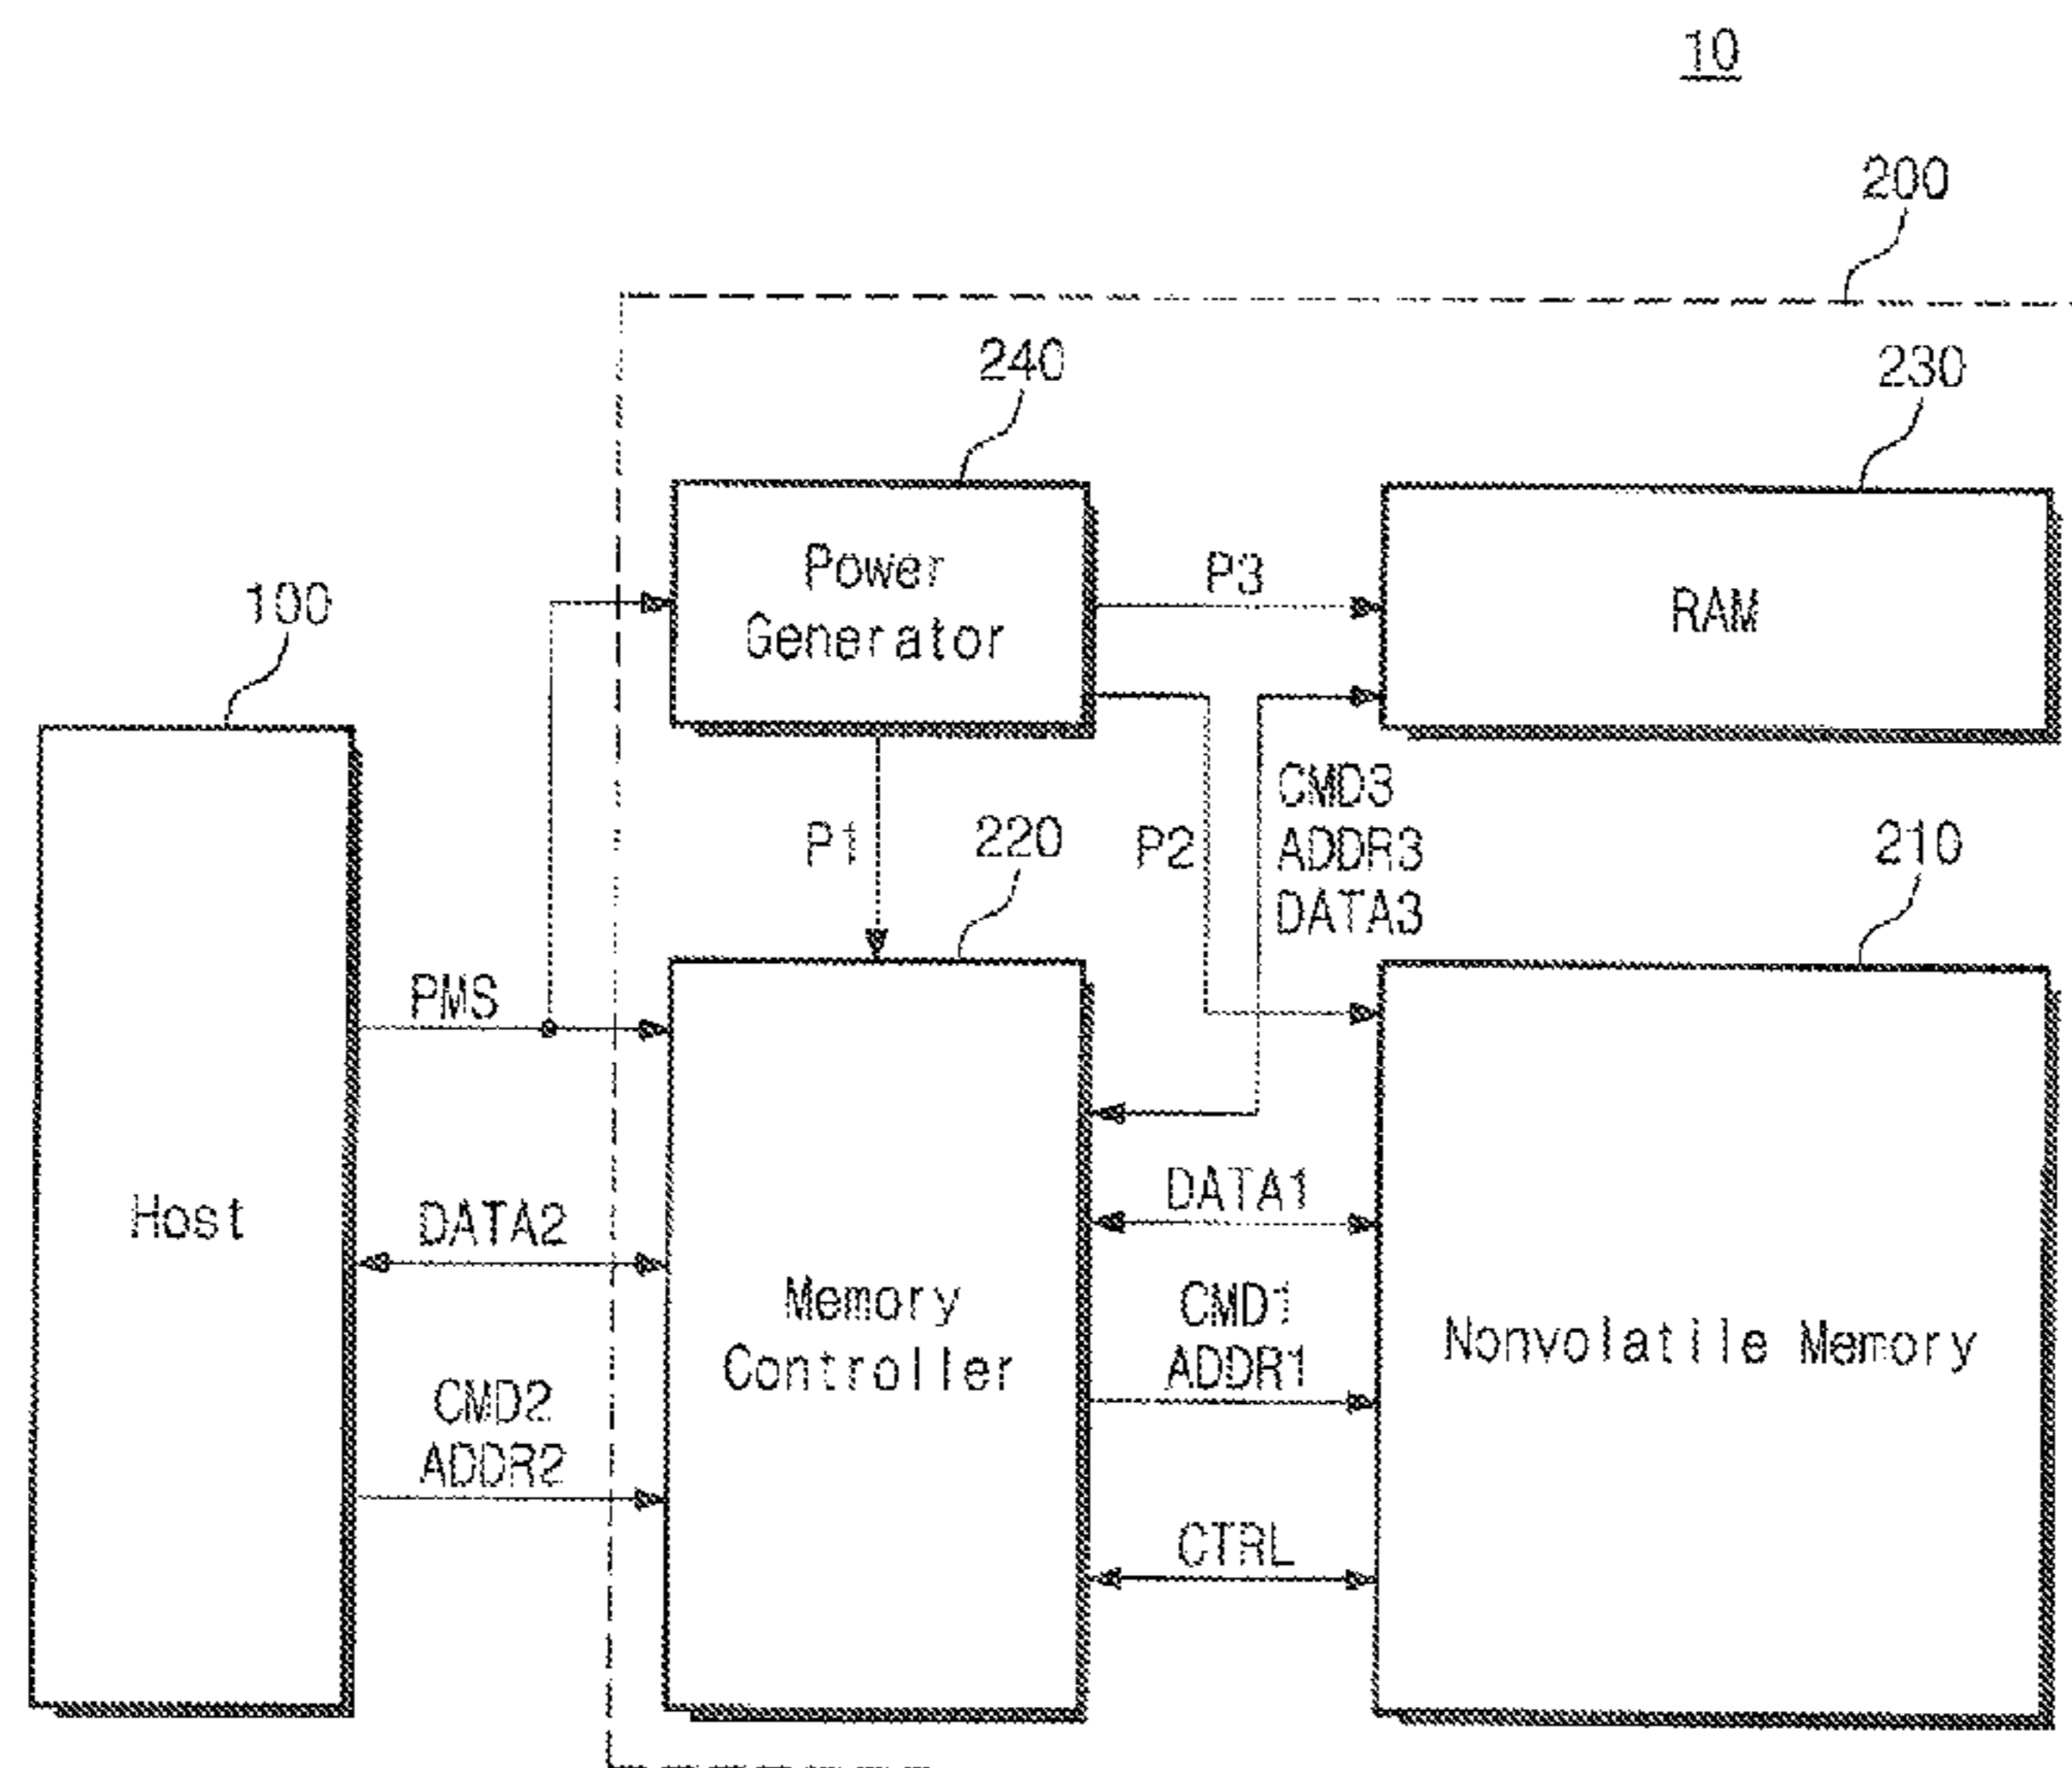 10
200
240
230
100
Power
Generator
P3
RAM
CMD3
ADDR3
DATA3
P1
220
P2
210
PMS
DATA1
Host
DATA2
Memory
Controller
CMD1
ADDR1
Nonvolatile Memory
CMD2
ADDR2
CTRL